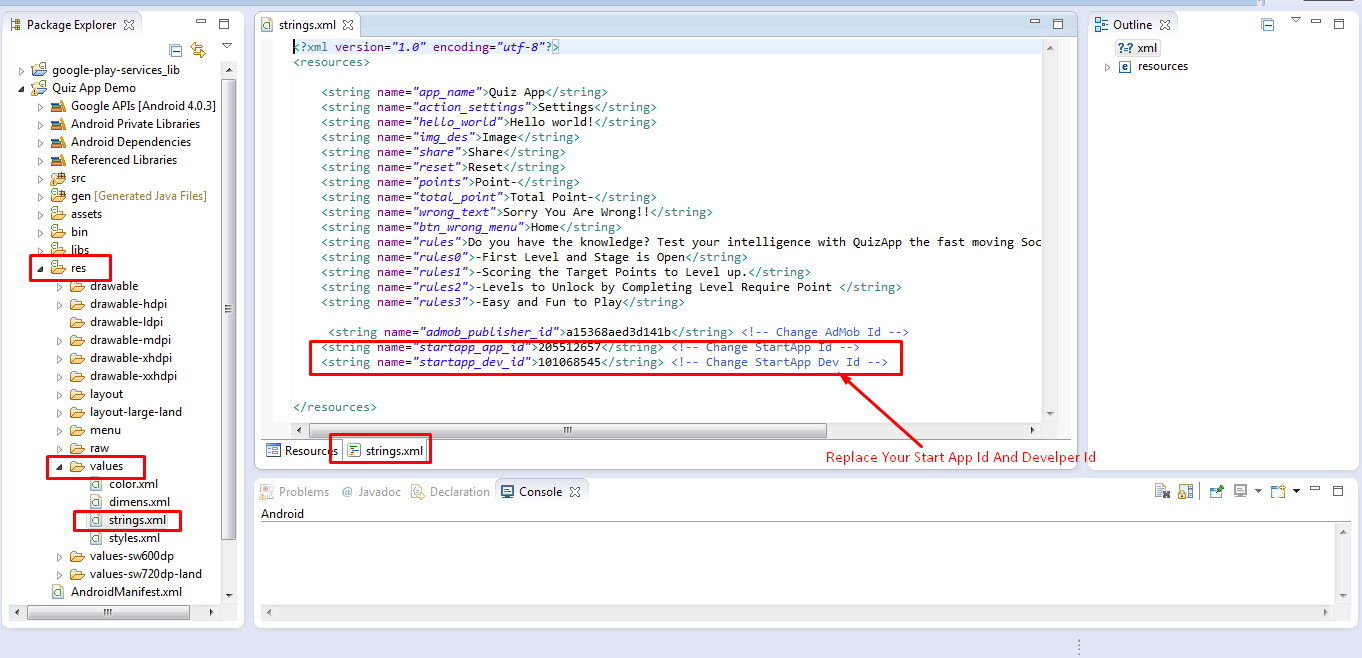 Package Explorer
google-play-services_lib
Quiz App Demo
Google APIs [Android 4.0.3]
Android Private Libraries
Android Dependencies
Referenced Libraries
src
gen [Generated Java Files]
assets
bin
libs
res
drawable
drawable-hdpi
drawable-ldpi
drawable-mdpi
drawable-xhdpi
drawable-xxhdpi
layout
layout-large-land
menu
raw
values
color.xml
dimens.xml
strings.xml
styles.xml
values-sw600dp
values-sw720dp-land
AndroidManifest.xml
strings.xml
<?xml version="1.0" encoding="utf-8"?>
<resources>
<string name="app_name">Quiz App</string>
<string name="action_settings">Settings</string>
<string name="hello_world">Hello world!</string>
<string name="img_des">Image</string>
<string name="share">Share</string>
<string name="reset">Reset</string>
<string name="points">Point-</string>
<string name="total_point">Total Point-</string>
<string name="wrong_text">Sorry You Are Wrong!!</string>
<string name="btn_wrong_menu">Home</string>
<string name="rules">Do you have the knowledge? Test your intelligence with QuizApp the fast moving Soc
<string name="rules0">-First Level and Stage is Open</string>
<string name="rules1">-Scoring the Target Points to Level up.</string>
<string name="rules2">-Levels to Unlock by Completing Level Require Point </string>
<string name="rules3">-Easy and Fun to Play</string>
<string name="admob_publisher_id">a15368aed3d141b</string> <!-- Change AdMob Id -->
<string name="startapp_app_id">205512657</string> <!-- Change StartApp Id -->
<string name="startapp_dev_id">101068545</string> <!-- Change StartApp Dev Id -->
</resources>
Resources
strings.xml
Replace Your Start App Id And Develper Id
Outline
?-? xml
e resources
Problems
@ Javadoc
Declaration
Console
Android